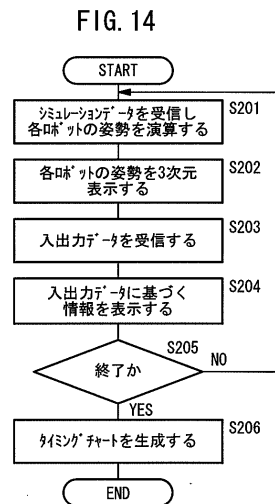 FIG. 14
START
シミュレーションデータを受信し
各ロボットの姿勢を演算する
S201
各ロボットの姿勢を3次元
表示する
S202
入出力データを受信する
S203
入出力データに基づく
情報を表示する
S204
終了か
S205
NO
YES
タイミングチャートを生成する
S206
END